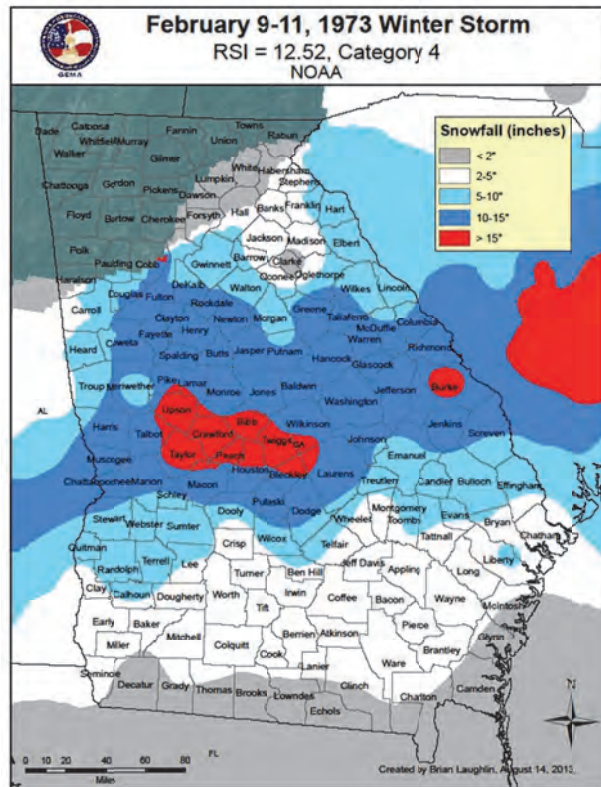 February 9-11, 1973 Winter Storm
RSI = 12.52, Category 4
NOAA
GEMA
Snowfall (inches)
< 2"
2-5"
5-10"
10-15"
> 15"
Dade Catoosa Fannin Towns Rabun
Whitfield Murray Union
Walker Gilmer White Habersham
Chattooga Gordon Pickens Lumpkin Stephens
Dawson Banks Franklin Hart
Floyd Bartow Cherokee Forsyth Hall
Jackson Madison Elbert
Polk Paulding Cobb Gwinnett Barrow Clarke
Haralson Oconee Oglethorpe
Douglas DeKalb Walton Wilkes Lincoln
Carroll Fulton Rockdale Morgan Greene Taliaferro Columbia
Clayton Newton McDuffie
Heard Coweta Fayette Henry Warren Richmond
Spalding Butts Jasper Putnam Hancock Glascock
Troup Meriwether Pike Lamar Burke
AL Monroe Jones Baldwin Jefferson
Upson Washington
Harris Talbot Crawford Bibb Wilkinson Jenkins Screven
Twiggs GA Johnson
Muscogee Taylor Peach Emanuel
Houston Bleckley Laurens
Chattahoochee Marion Macon Treutlen Candler Bulloch Effingham
Schley Pulaski
Stewart Dooly Dodge Montgomery Evans
Webster Sumter Wheeler Toombs Bryan
Quitman Crisp Wilcox Telfair Tattnall Chatham
Randolph Terrell Lee Liberty
Turner Ben Hill Jeff Davis Appling Long
Clay Calhoun Dougherty Worth Irwin Coffee Bacon Wayne McIntosh
Tift
Early Baker Pierce
Mitchell Colquitt Berrien Atkinson Glynn
Miller Cook Brantley
Seminole Lanier Ware
Decatur Grady Thomas Brooks Lowndes Clinch Charlton Camden
Echols
N
FL
0 10 20 40 60 80
Miles
Created by Brian Laughlin, August 14, 2013